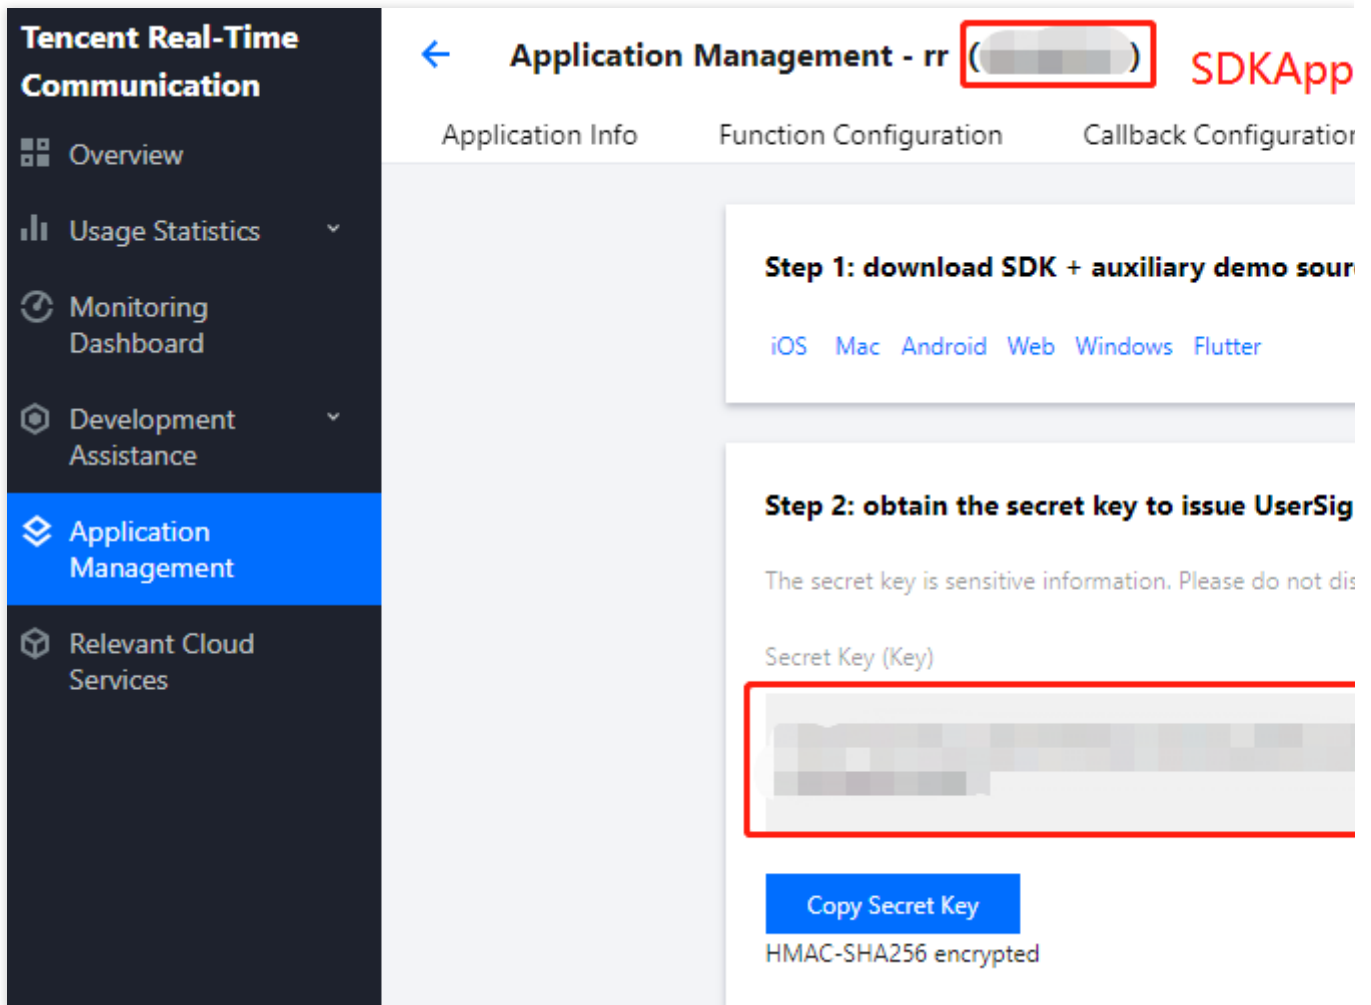 Tencent Real-Time
Communication
Overview
Usage Statistics
Monitoring
Dashboard
Development
Assistance
Application
Management
Relevant Cloud
Services
Application Management - rr ( ) SDKApp
Application Info Function Configuration Callback Configuration
Step 1: download SDK + auxiliary demo sour
iOS Mac Android Web Windows Flutter
Step 2: obtain the secret key to issue UserSig
The secret key is sensitive information. Please do not dis
Secret Key (Key)
Copy Secret Key
HMAC-SHA256 encrypted